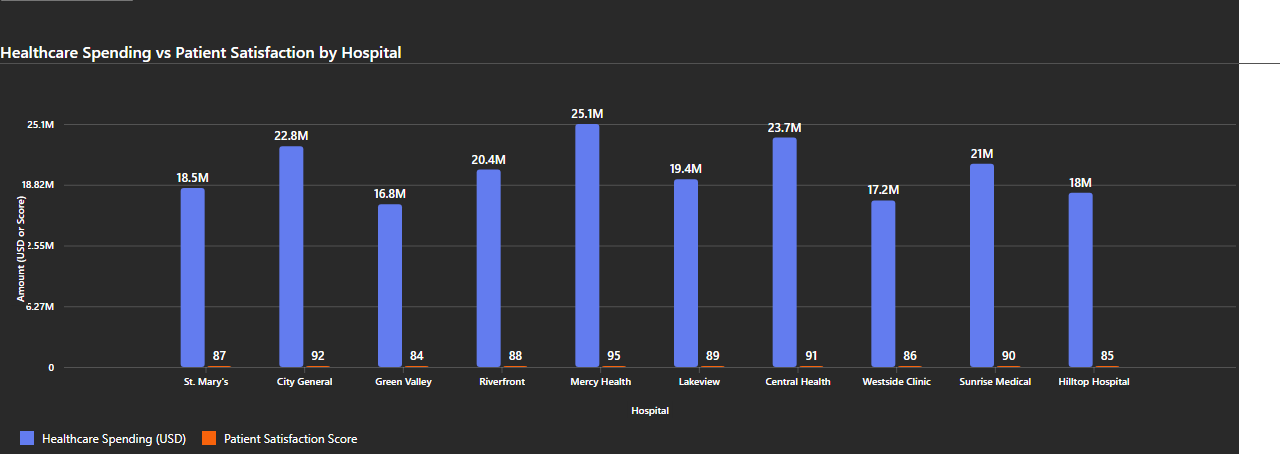 Healthcare Spending vs Patient Satisfaction by Hospital
25.1M
18.82M
2.55M
6.27M
0
Amount (USD or Score)
18.5M
22.8M
16.8M
20.4M
25.1M
19.4M
23.7M
17.2M
21M
18M
87
92
84
88
95
89
91
86
90
85
St. Mary's
City General
Green Valley
Riverfront
Mercy Health
Lakeview
Central Health
Westside Clinic
Sunrise Medical
Hilltop Hospital
Hospital
Healthcare Spending (USD)
Patient Satisfaction Score